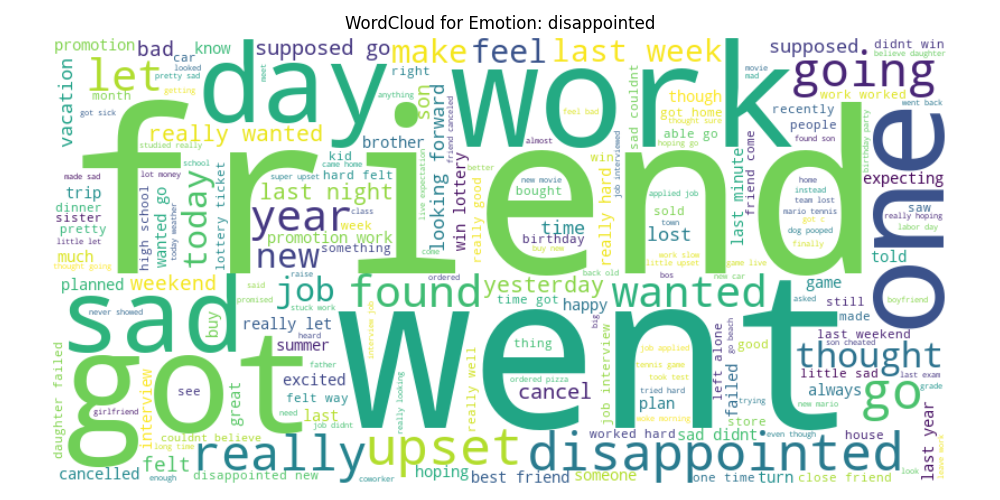 WordCloud for Emotion: disappointed
promotion
bad
car
know
supposed go
make
feel
last week
supposed
didnt win
believe daughter
looked
pretty sad
let
day
work
going
right
meet
movie
mad
month
getting
anything
son
though
work worked
went back
vacation
got sick
feel bad
thought sure
got home
recently
found son
people
friend
really wanted
brother
looking forward
friend canceled
almost
sad couldnt
able go
hoping go
studied really
birthday party
one
made sad
lot money
school
kid
came home
better
win
job interviewed
last minute
friend come
trip
super upset
hard felt
new movie
applied job
home
expecting
dinner
high school
wanted go
today
lottery ticket
last night
live expectation
win lottery
really good
bought
really hard
sold
instead
team lost
saw
sister
year
class
mario tennis
really hoping
pretty
week
time
town
got c
dog pooped
labor day
little let
today weather
promotion work
birthday
lost
finally
much
new
something
come
buy new
work slow
game live
told
thought going
back old
little upset
bos
new car
planned
weekend
raise
said
job
found
ordered
yesterday
wanted
game
asked
boyfriend
sad
promised
stuck work
time got
happy
still
never showed
buy
really let
heard
interview job
went
big
made
last weekend
son cheated
summer
thing
left alone
go beach
good
thought
got
father
job applied
little sad
last exam
daughter failed
see
great
excited
really looking
really well
ordered pizza
cancel
job interview
tennis game
took test
tried hard
failed
always
go
grade
interview
felt way
plan
trying
new mario
girlfriend
need
last
job didnt
store
couldnt believe
really
upset
disappointed
worked hard
sad didnt
even though
house
last year
leave work
long time
felt
cancelled
enough
disappointed new
coworker
hoping
best friend
someone
one time
turn
close friend
look